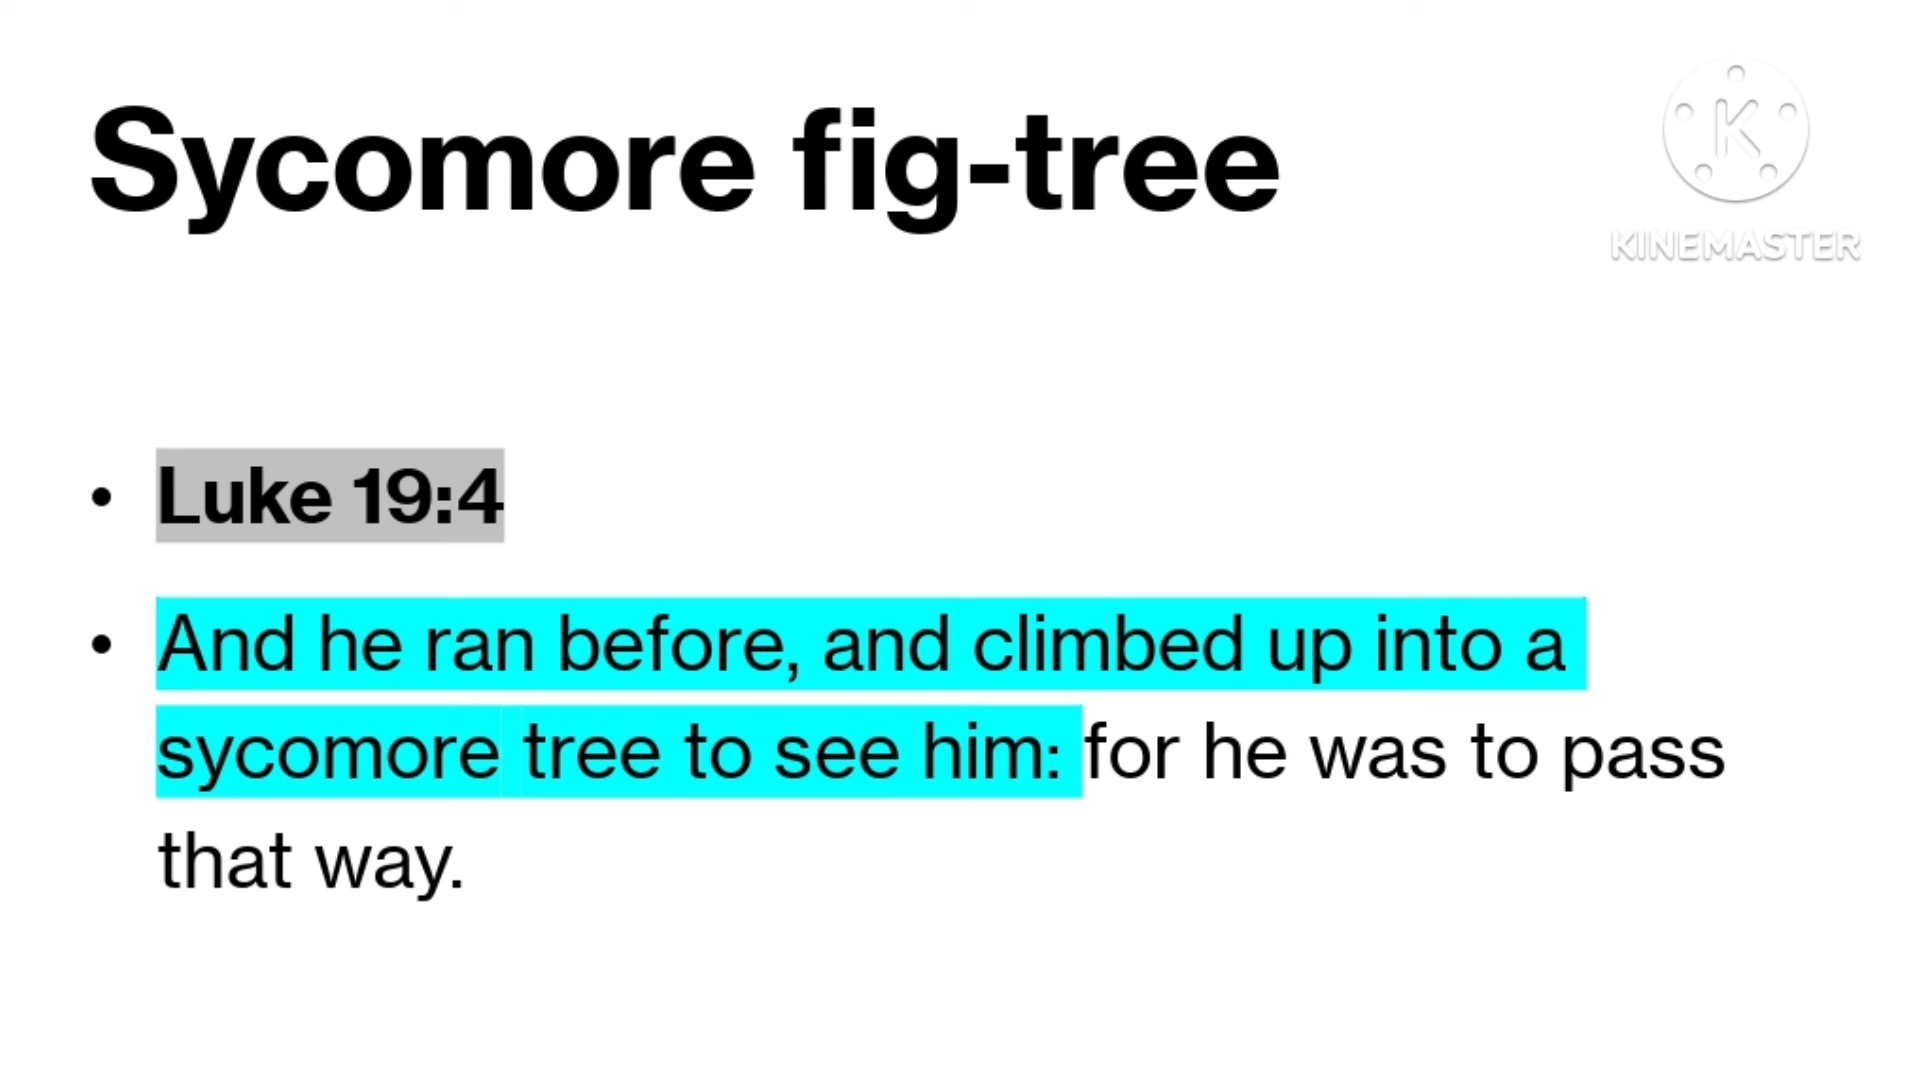 Sycomore fig-tree
K
KINEMASTER
• Luke 19:4
• And he ran before, and climbed up into a
sycomore tree to see him: for he was to pass
that way.